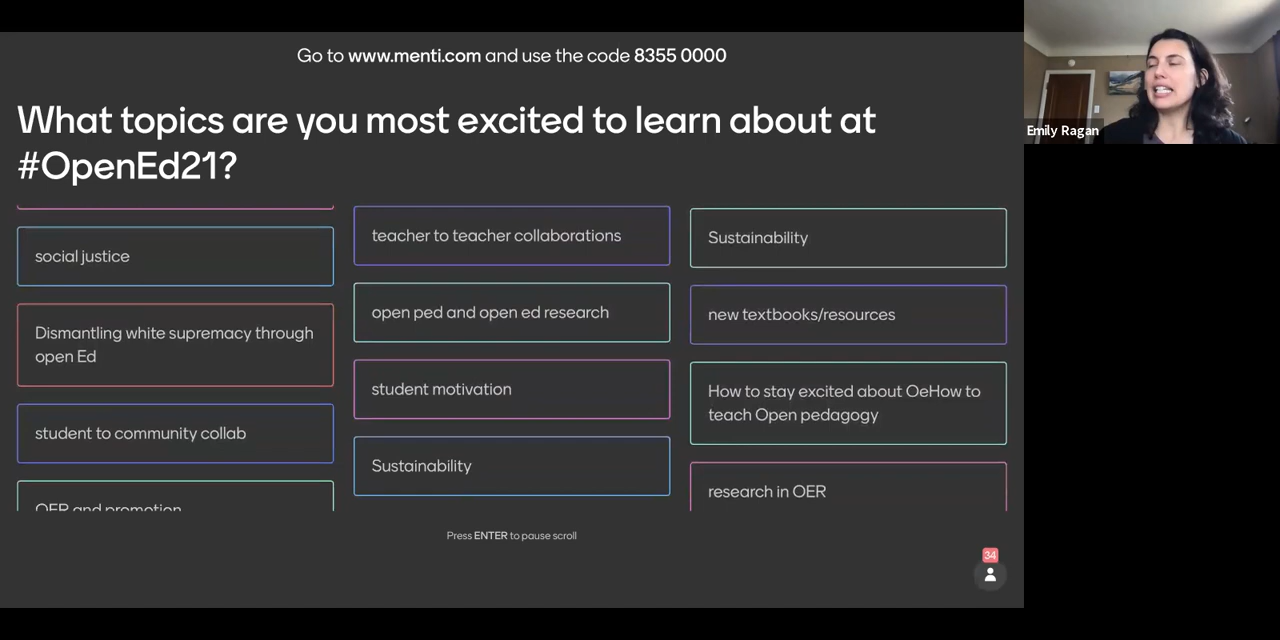 Go to www.menti.com and use the code 8355 0000
What topics are you most excited to learn about at
#OpenEd21?
social justice
Dismantling white supremacy through
open Ed
student to community collab
OER and promotion
teacher to teacher collaborations
open ped and open ed research
student motivation
Sustainability
Sustainability
new textbooks/resources
How to stay excited about OeHow to
teach Open pedagogy
research in OER
Press ENTER to pause scroll
34
Emily Ragan